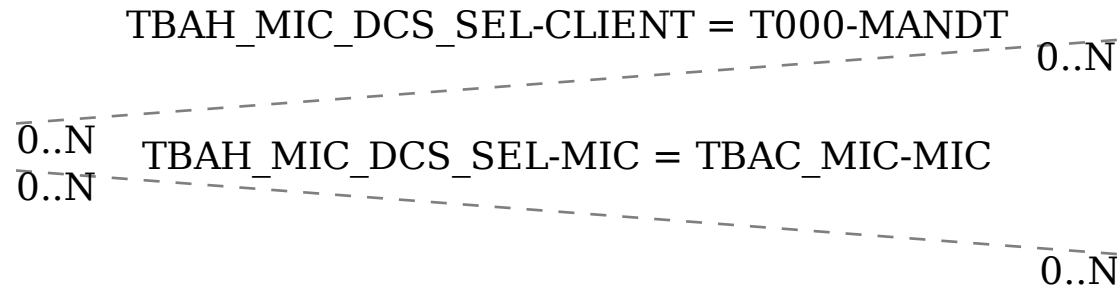 TBAH_MIC_DCS_SEL-CLIENT = T000-MANDT
0..N
0..N
TBAH_MIC_DCS_SEL-MIC = TBAC_MIC-MIC
0..N
0..N